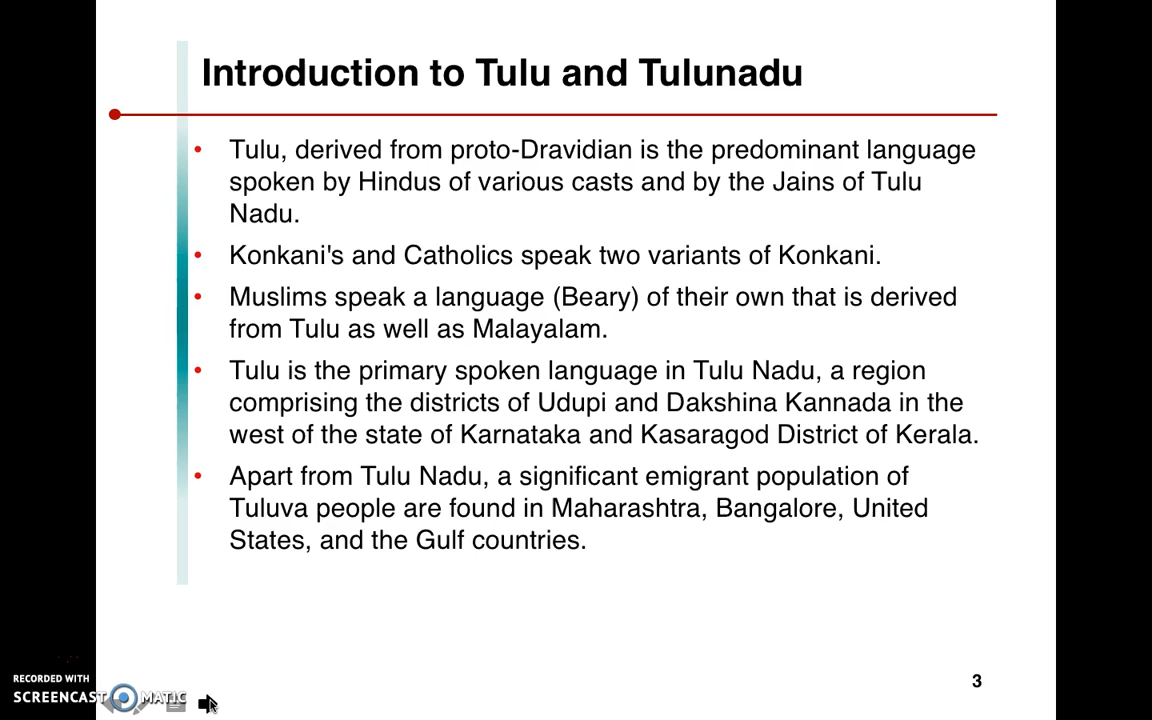 Introduction to Tulu and Tulunadu
• Tulu, derived from proto-Dravidian is the predominant language
spoken by Hindus of various casts and by the Jains of Tulu
Nadu.
• Konkani's and Catholics speak two variants of Konkani.
• Muslims speak a language (Beary) of their own that is derived
from Tulu as well as Malayalam.
• Tulu is the primary spoken language in Tulu Nadu, a region
comprising the districts of Udupi and Dakshina Kannada in the
west of the state of Karnataka and Kasaragod District of Kerala.
• Apart from Tulu Nadu, a significant emigrant population of
Tuluva people are found in Maharashtra, Bangalore, United
States, and the Gulf countries.
3
RECORDED WITH
SCREENCAST MATIC